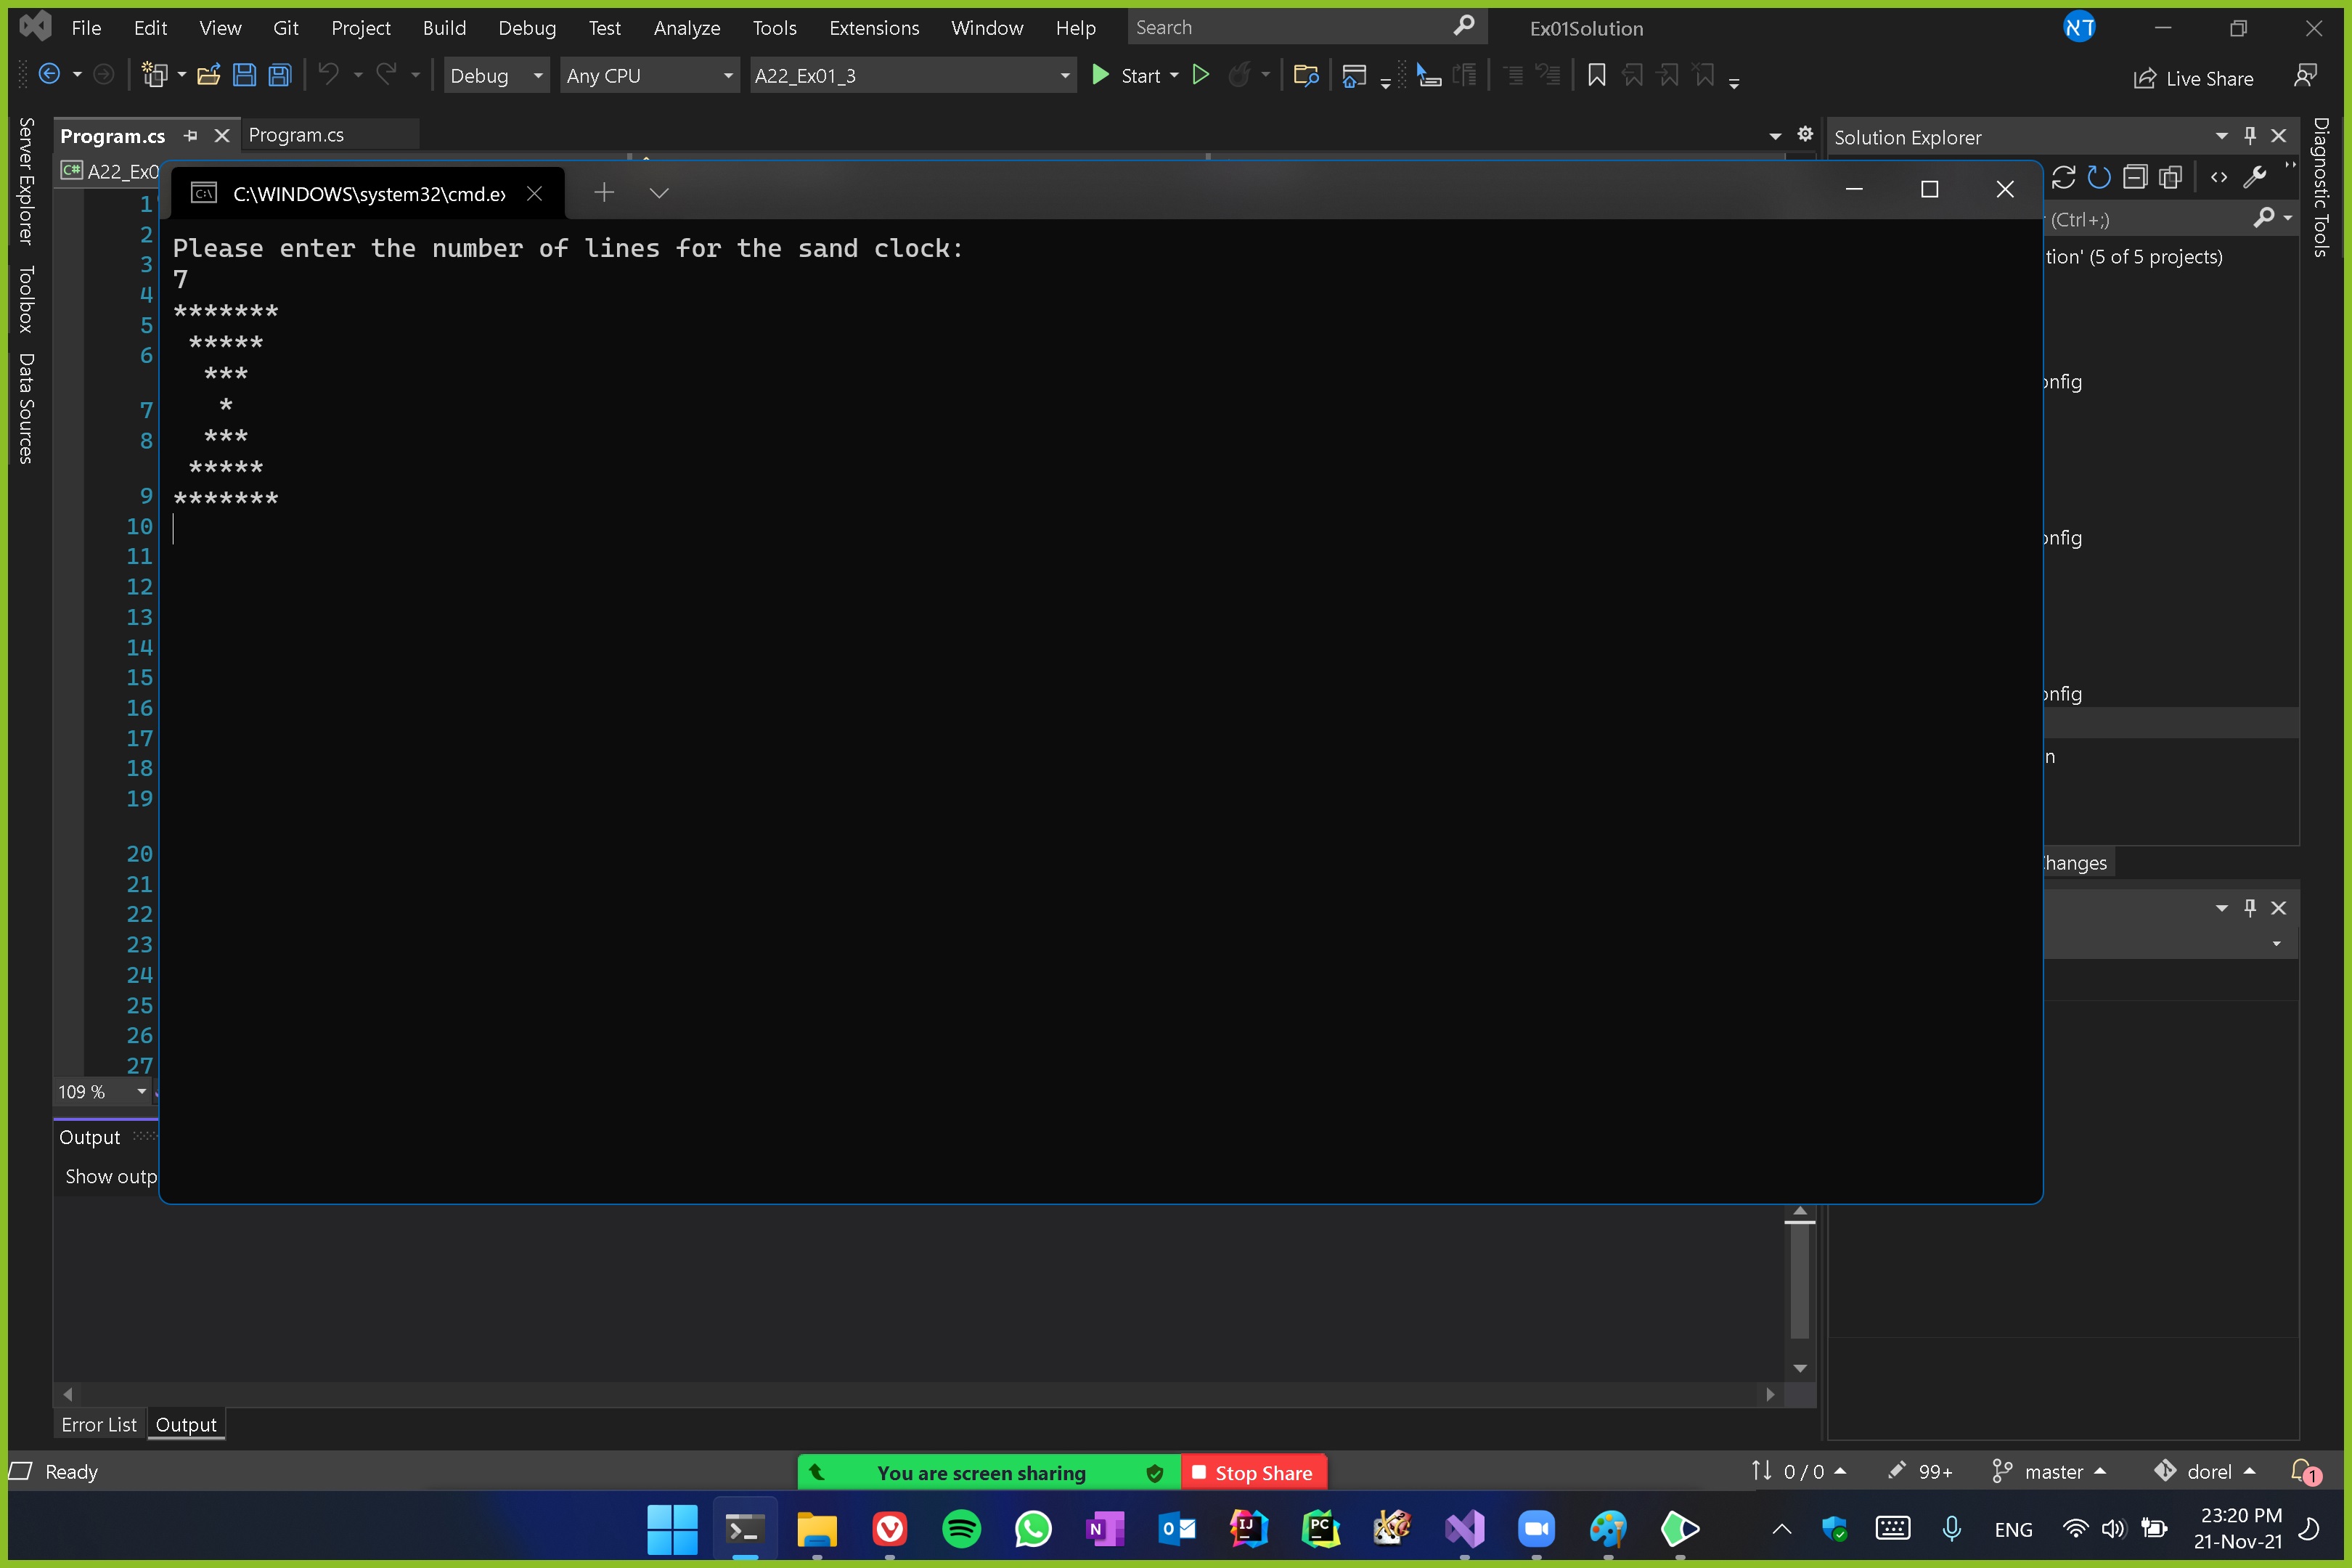 File Edit View Git Project Build Debug Test Analyze Tools Extensions Window Help Search Ex01Solution דא
Debug Any CPU A22_Ex01_3 Start Live Share
Server Explorer
Toolbox
Data Sources
Program.cs Program.cs
Solution Explorer
Diagnostic Tools
C# A22_Ex0
C:\WINDOWS\system32\cmd.ex
(Ctrl+;)
tion' (5 of 5 projects)
Please enter the number of lines for the sand clock:
7
*******
 *****
  ***
   *
  ***
 *****
*******
1
2
3
4
5
6
7
8
9
10
11
12
13
14
15
16
17
18
19
20
21
22
23
24
25
26
27
onfig
onfig
onfig
n
Changes
109 %
Output
Show outp
Error List Output
Ready You are screen sharing Stop Share 0 / 0 99+ master dorel 1
N O IJ PC ENG 23:20 PM
21-Nov-21